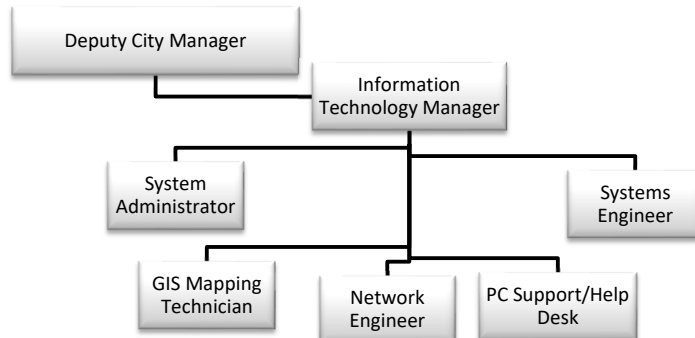 Deputy City Manager
Information
Technology Manager
System
Administrator
Systems
Engineer
GIS Mapping
Technician
Network
Engineer
PC Support/Help
Desk